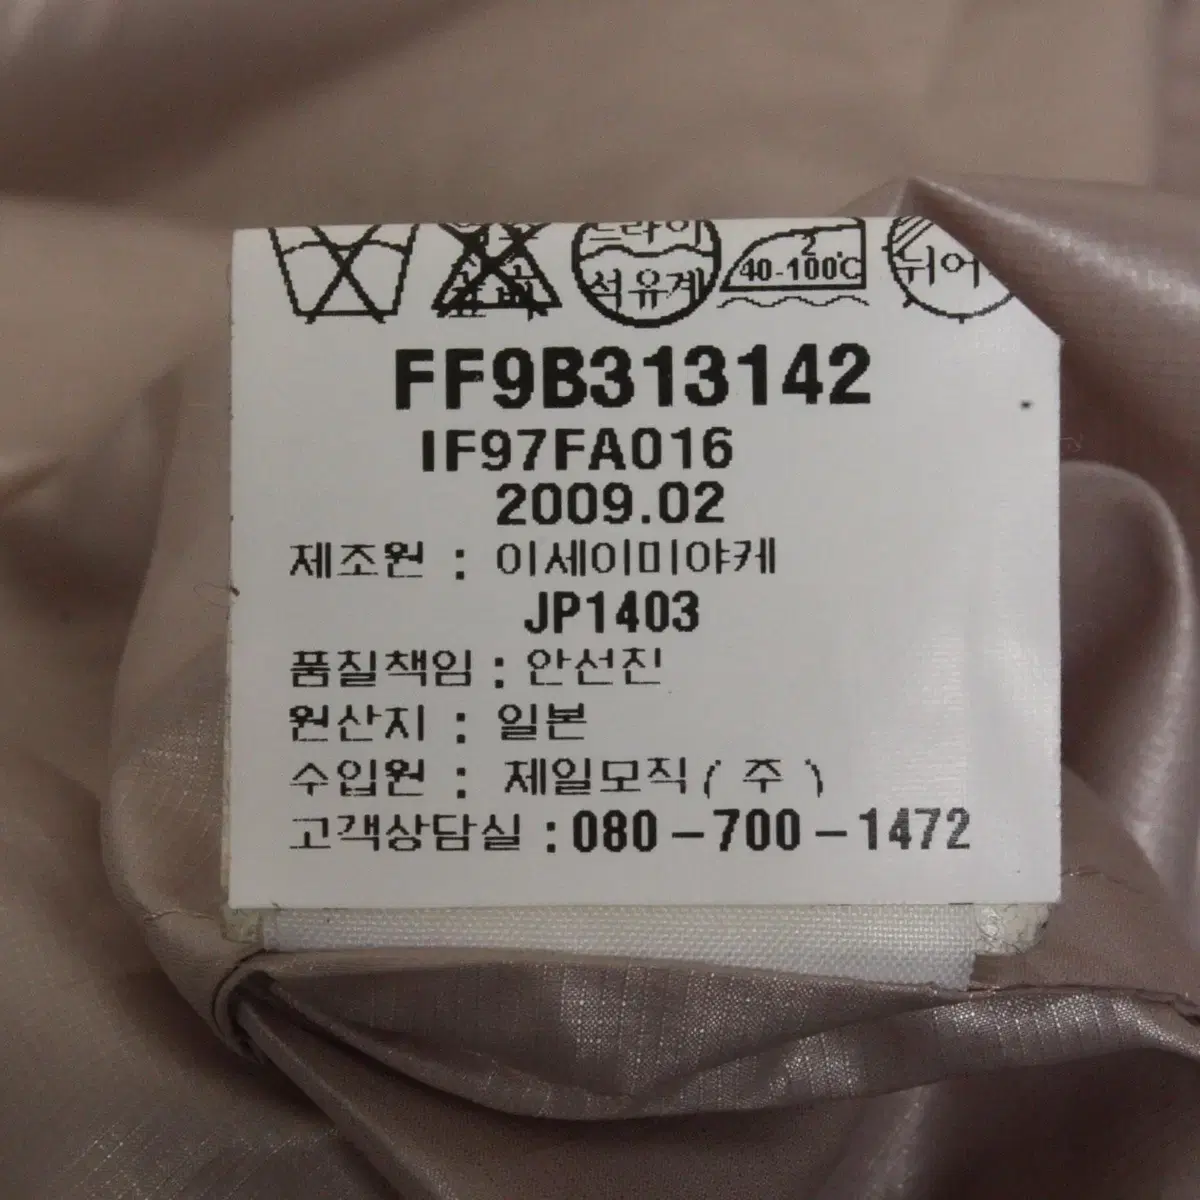 드라이
석유계
2
40-100℃
뉘어
FF9B313142
IF97FA016
2009.02
제조원 : 이세이미야케
JP1403
품질책임 : 안선진
원산지 : 일본
수입원 : 제일모직( 주 )
고객상담실 : 080-700-1472